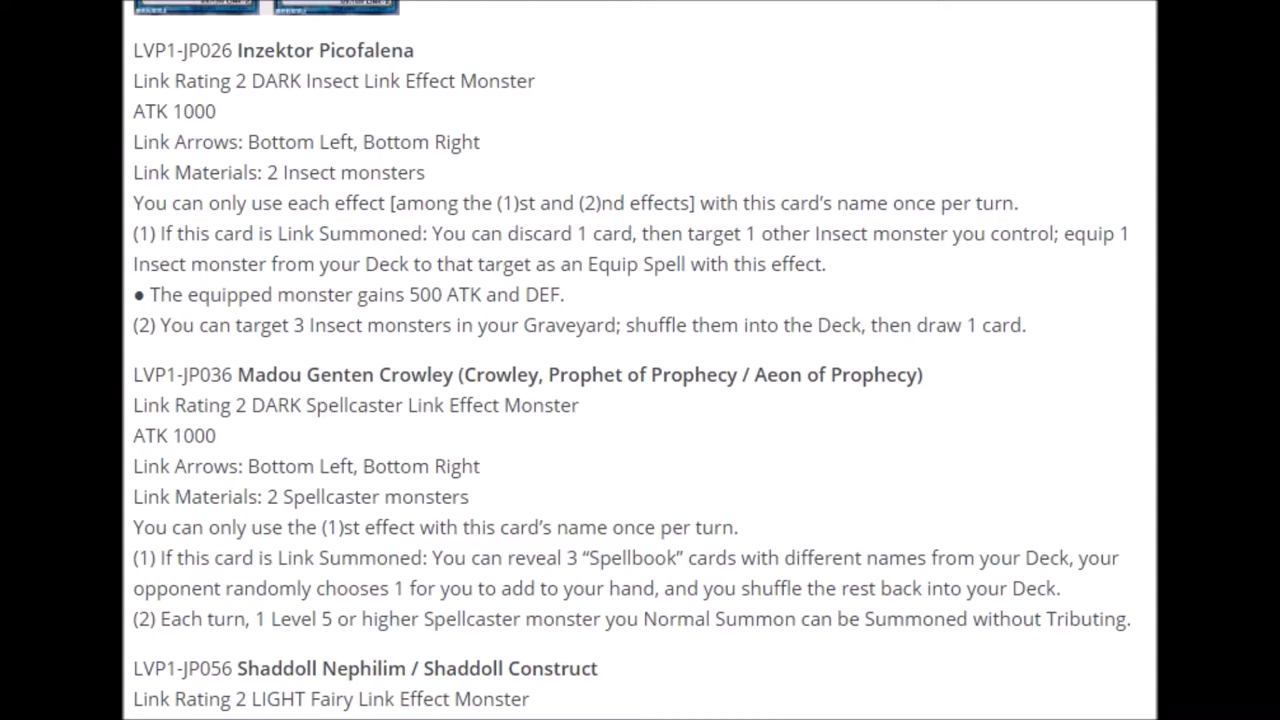 LVP1-JP026 Inzektor Picofalena
Link Rating 2 DARK Insect Link Effect Monster
ATK 1000
Link Arrows: Bottom Left, Bottom Right
Link Materials: 2 Insect monsters
You can only use each effect [among the (1)st and (2)nd effects] with this card’s name once per turn.
(1) If this card is Link Summoned: You can discard 1 card, then target 1 other Insect monster you control; equip 1
Insect monster from your Deck to that target as an Equip Spell with this effect.
● The equipped monster gains 500 ATK and DEF.
(2) You can target 3 Insect monsters in your Graveyard; shuffle them into the Deck, then draw 1 card.
LVP1-JP036 Madou Genten Crowley (Crowley, Prophet of Prophecy / Aeon of Prophecy)
Link Rating 2 DARK Spellcaster Link Effect Monster
ATK 1000
Link Arrows: Bottom Left, Bottom Right
Link Materials: 2 Spellcaster monsters
You can only use the (1)st effect with this card’s name once per turn.
(1) If this card is Link Summoned: You can reveal 3 “Spellbook” cards with different names from your Deck, your
opponent randomly chooses 1 for you to add to your hand, and you shuffle the rest back into your Deck.
(2) Each turn, 1 Level 5 or higher Spellcaster monster you Normal Summon can be Summoned without Tributing.
LVP1-JP056 Shaddoll Nephilim / Shaddoll Construct
Link Rating 2 LIGHT Fairy Link Effect Monster